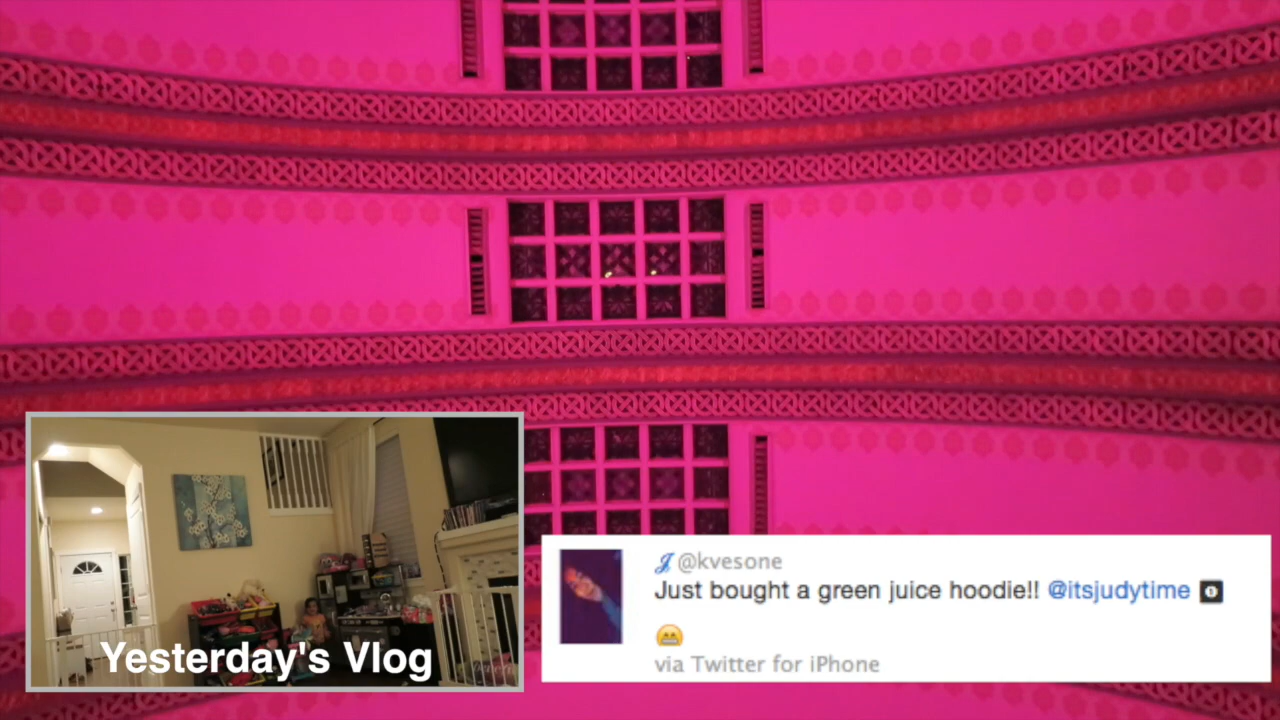 𝒥 @kvesone
Just bought a green juice hoodie!! @itsjudytime
😁
via Twitter for iPhone
Yesterday's Vlog